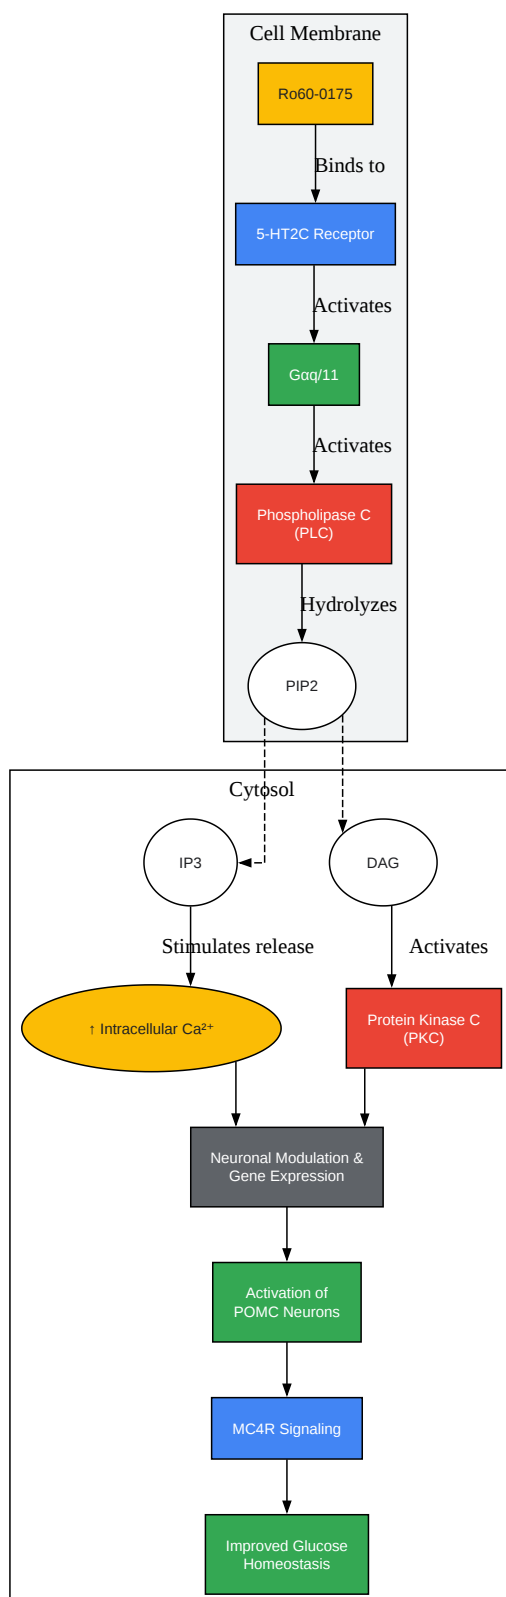 Cell Membrane
Ro60-0175
Binds to
5-HT2C Receptor
Activates
Gαq/11
Activates
Phospholipase C
(PLC)
Hydrolyzes
PIP2
Cytosol
IP3
DAG
Stimulates release
Activates
↑ Intracellular Ca²⁺
Protein Kinase C
(PKC)
Neuronal Modulation &
Gene Expression
Activation of
POMC Neurons
MC4R Signaling
Improved Glucose
Homeostasis